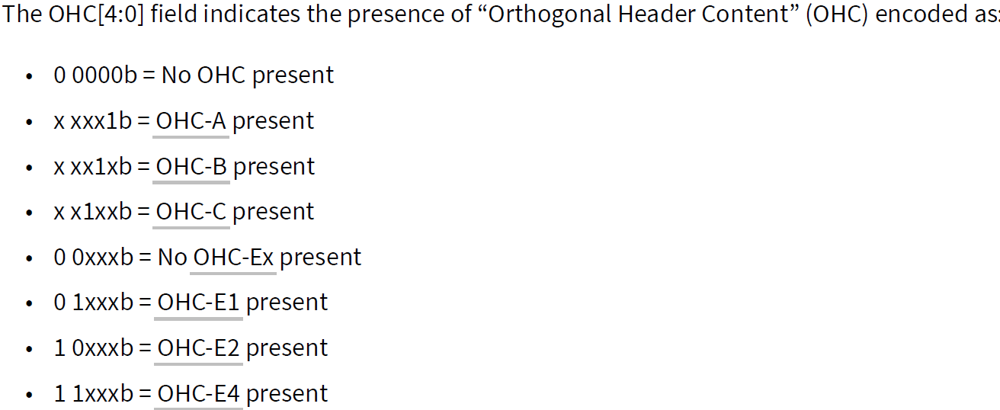 The OHC[4:0] field indicates the presence of “Orthogonal Header Content” (OHC) encoded as:
• 0 0000b = No OHC present
• x xxx1b = OHC-A present
• x xx1xb = OHC-B present
• x x1xxb = OHC-C present
• 0 0xxxb = No OHC-Ex present
• 0 1xxxb = OHC-E1 present
• 1 0xxxb = OHC-E2 present
• 1 1xxxb = OHC-E4 present